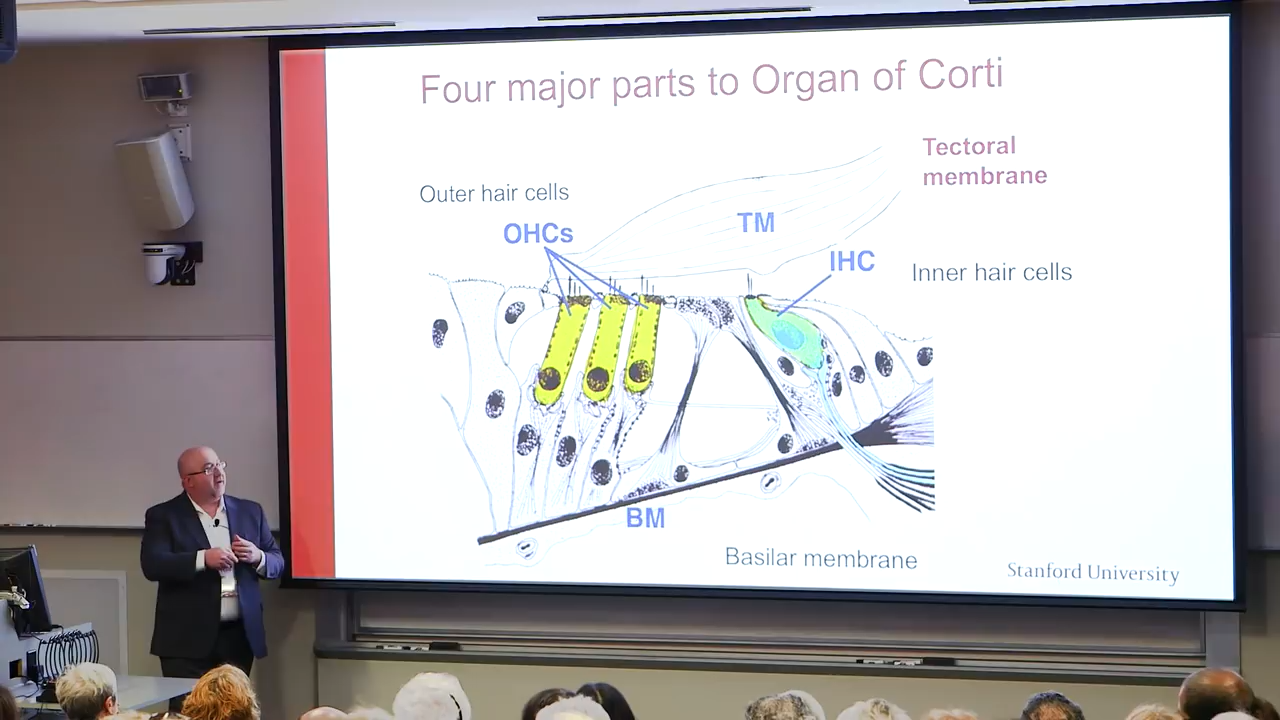 Four major parts to Organ of Corti
Tectoral
membrane
Outer hair cells
OHCs
TM
IHC
Inner hair cells
BM
Basilar membrane
Stanford University